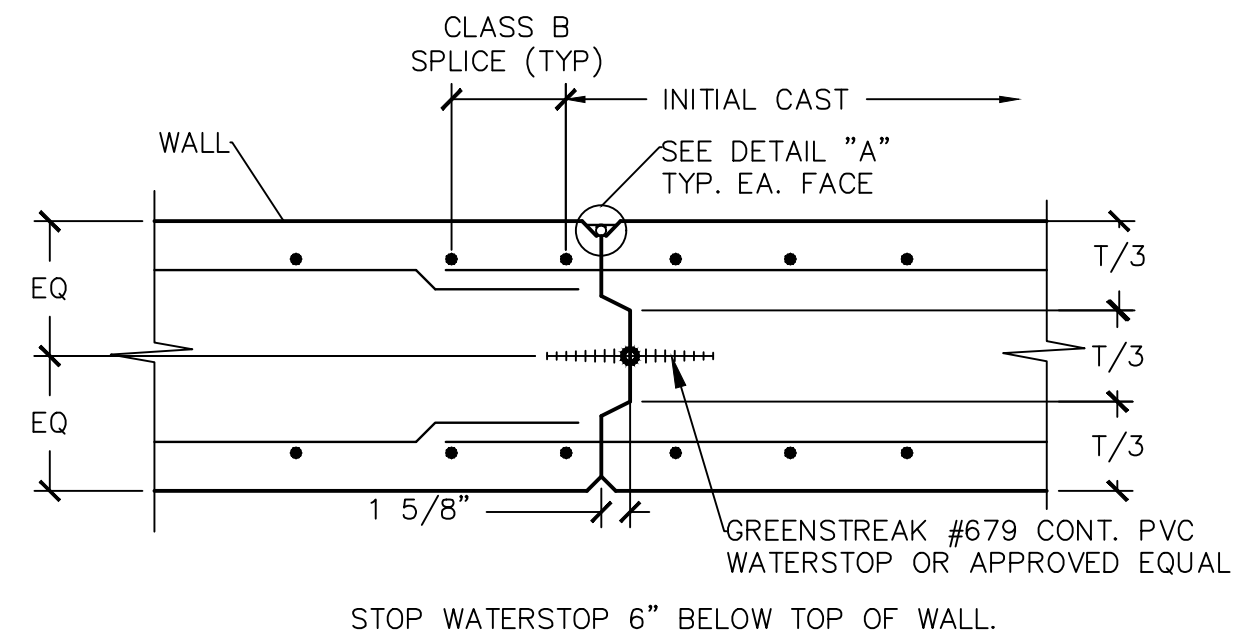 CLASS B
SPLICE (TYP)
INITIAL CAST
WALL
SEE DETAIL "A"
TYP. EA. FACE
EQ
EQ
T/3
T/3
T/3
1 5/8"
GREENSTREAK #679 CONT. PVC
WATERSTOP OR APPROVED EQUAL
STOP WATERSTOP 6" BELOW TOP OF WALL.